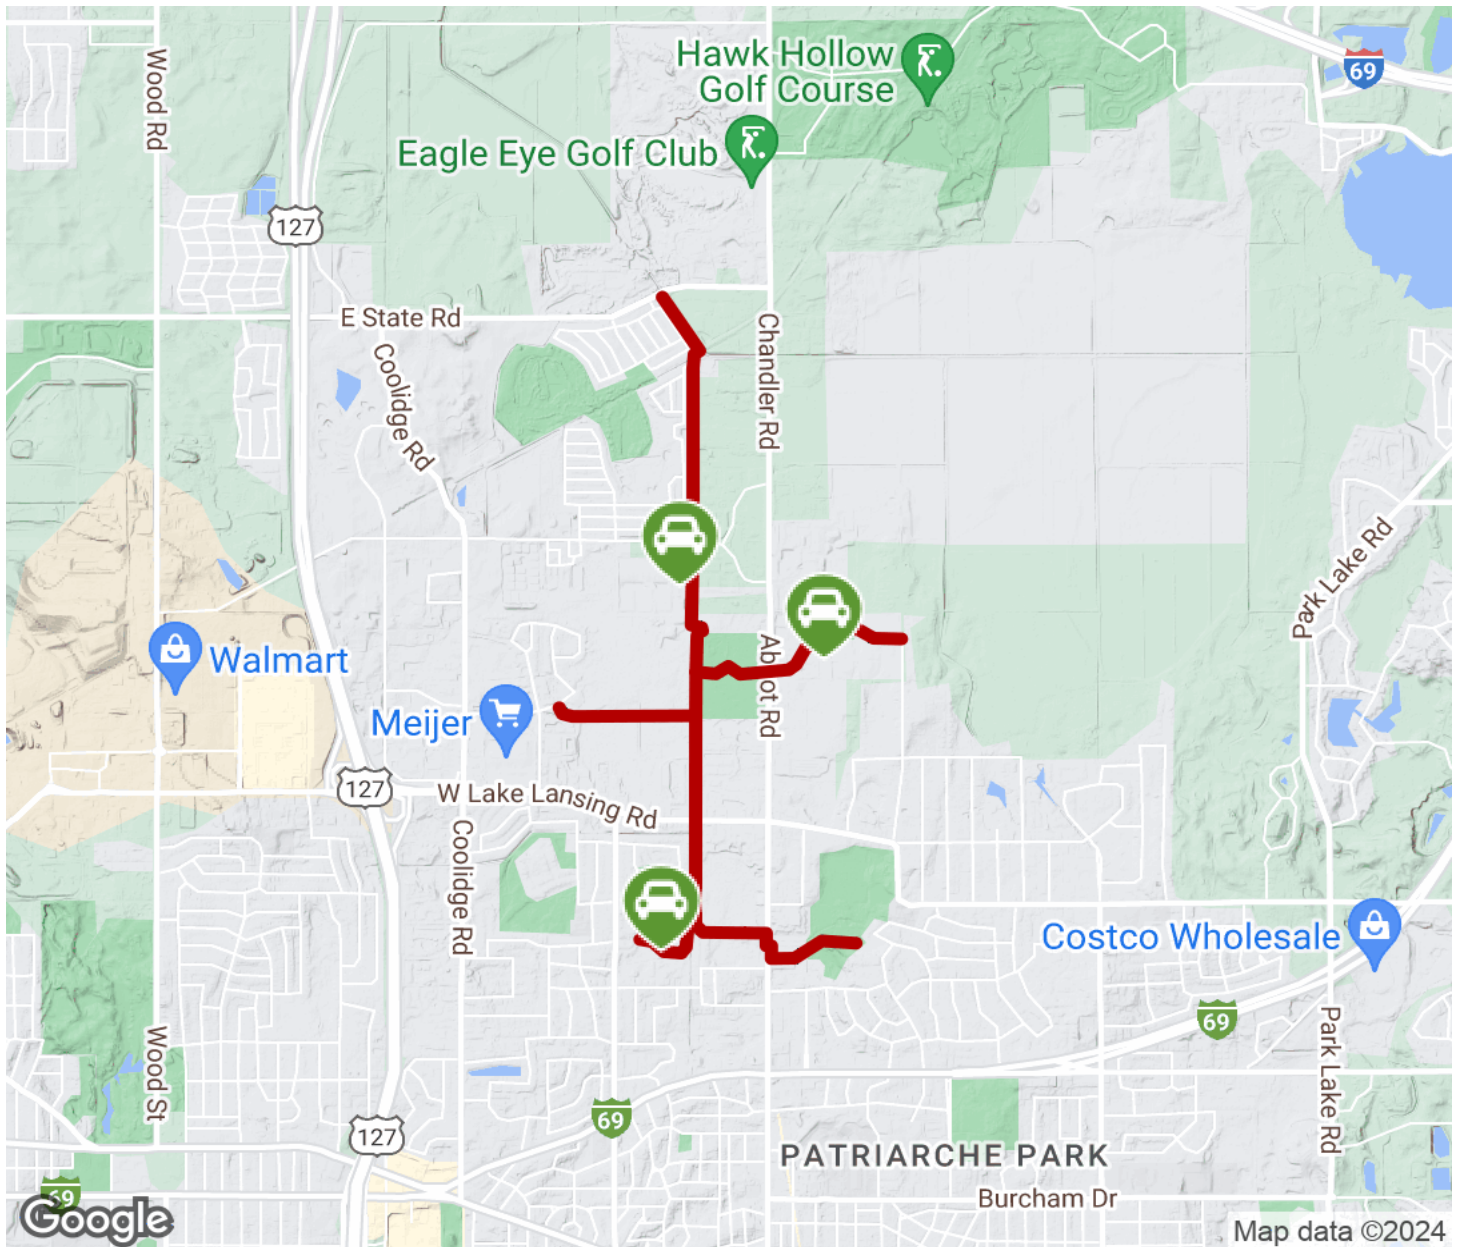 Hawk Hollow
Golf Course
69
Wood Rd
Eagle Eye Golf Club
127
E State Rd
Chandler Rd
Coolidge Rd
Park Lake Rd
Walmart
Abbot Rd
Meijer
127
W Lake Lansing Rd
Coolidge Rd
Costco Wholesale
69
Wood St
Park Lake Rd
69
127
PATRIARCHE PARK
Burcham Dr
69
Google
Map data ©2024